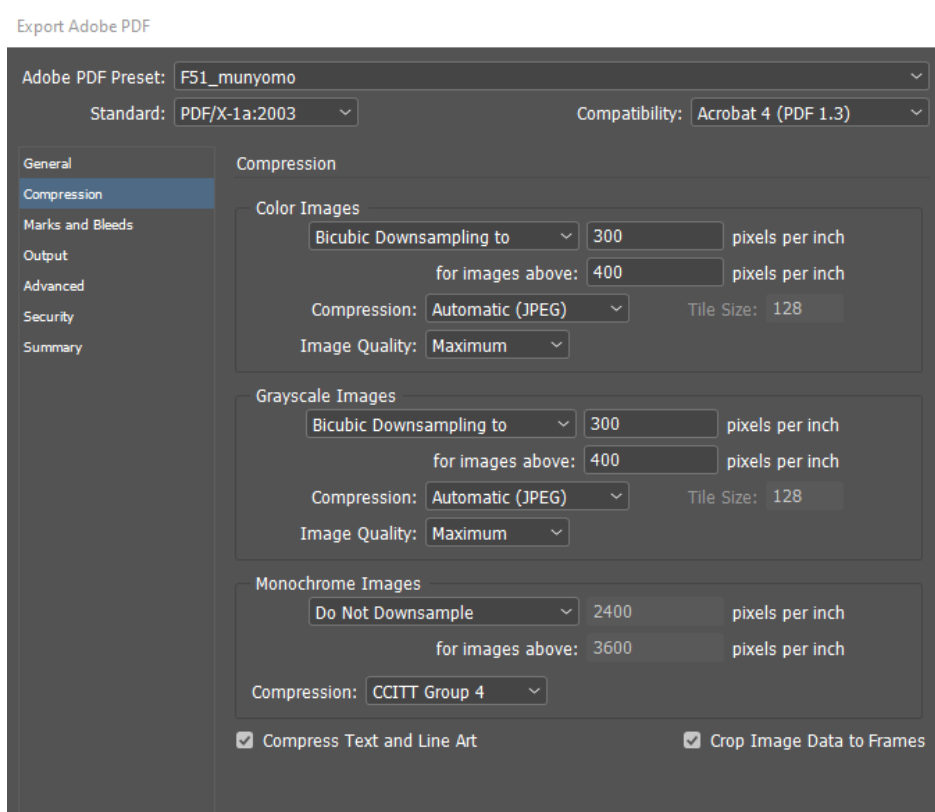 Export Adobe PDF
Adobe PDF Preset: F51_munyomo
Standard: PDF/X-1a:2003 Compatibility: Acrobat 4 (PDF 1.3)
General
Compression
Marks and Bleeds
Output
Advanced
Security
Summary
Compression
Color Images
Bicubic Downsampling to 300 pixels per inch
for images above: 400 pixels per inch
Compression: Automatic (JPEG) Tile Size: 128
Image Quality: Maximum
Grayscale Images
Bicubic Downsampling to 300 pixels per inch
for images above: 400 pixels per inch
Compression: Automatic (JPEG) Tile Size: 128
Image Quality: Maximum
Monochrome Images
Do Not Downsample 2400 pixels per inch
for images above: 3600 pixels per inch
Compression: CCITT Group 4
Compress Text and Line Art Crop Image Data to Frames